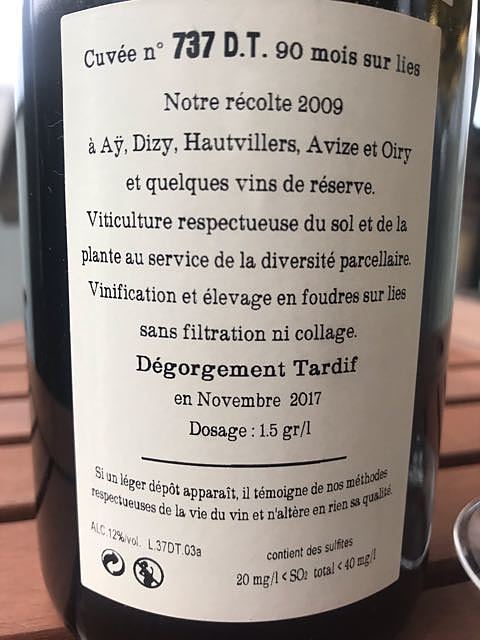 Cuvée n° 737 D.T. 90 mois sur lies
Notre récolte 2009
à Aÿ, Dizy, Hautvillers, Avize et Oiry
et quelques vins de réserve.
Viticulture respectueuse du sol et de la
plante au service de la diversité parcellaire.
Vinification et élevage en foudres sur lies
sans filtration ni collage.
Dégorgement Tardif
en Novembre 2017
Dosage : 1.5 gr/l
Si un léger dépôt apparaît, il témoigne de nos méthodes
respectueuses de la vie du vin et n'altère en rien sa qualité.
ALC.12%/vol. L.37DT.03a
contient des sulfites
20 mg/l < SO₂ total < 40 mg/l